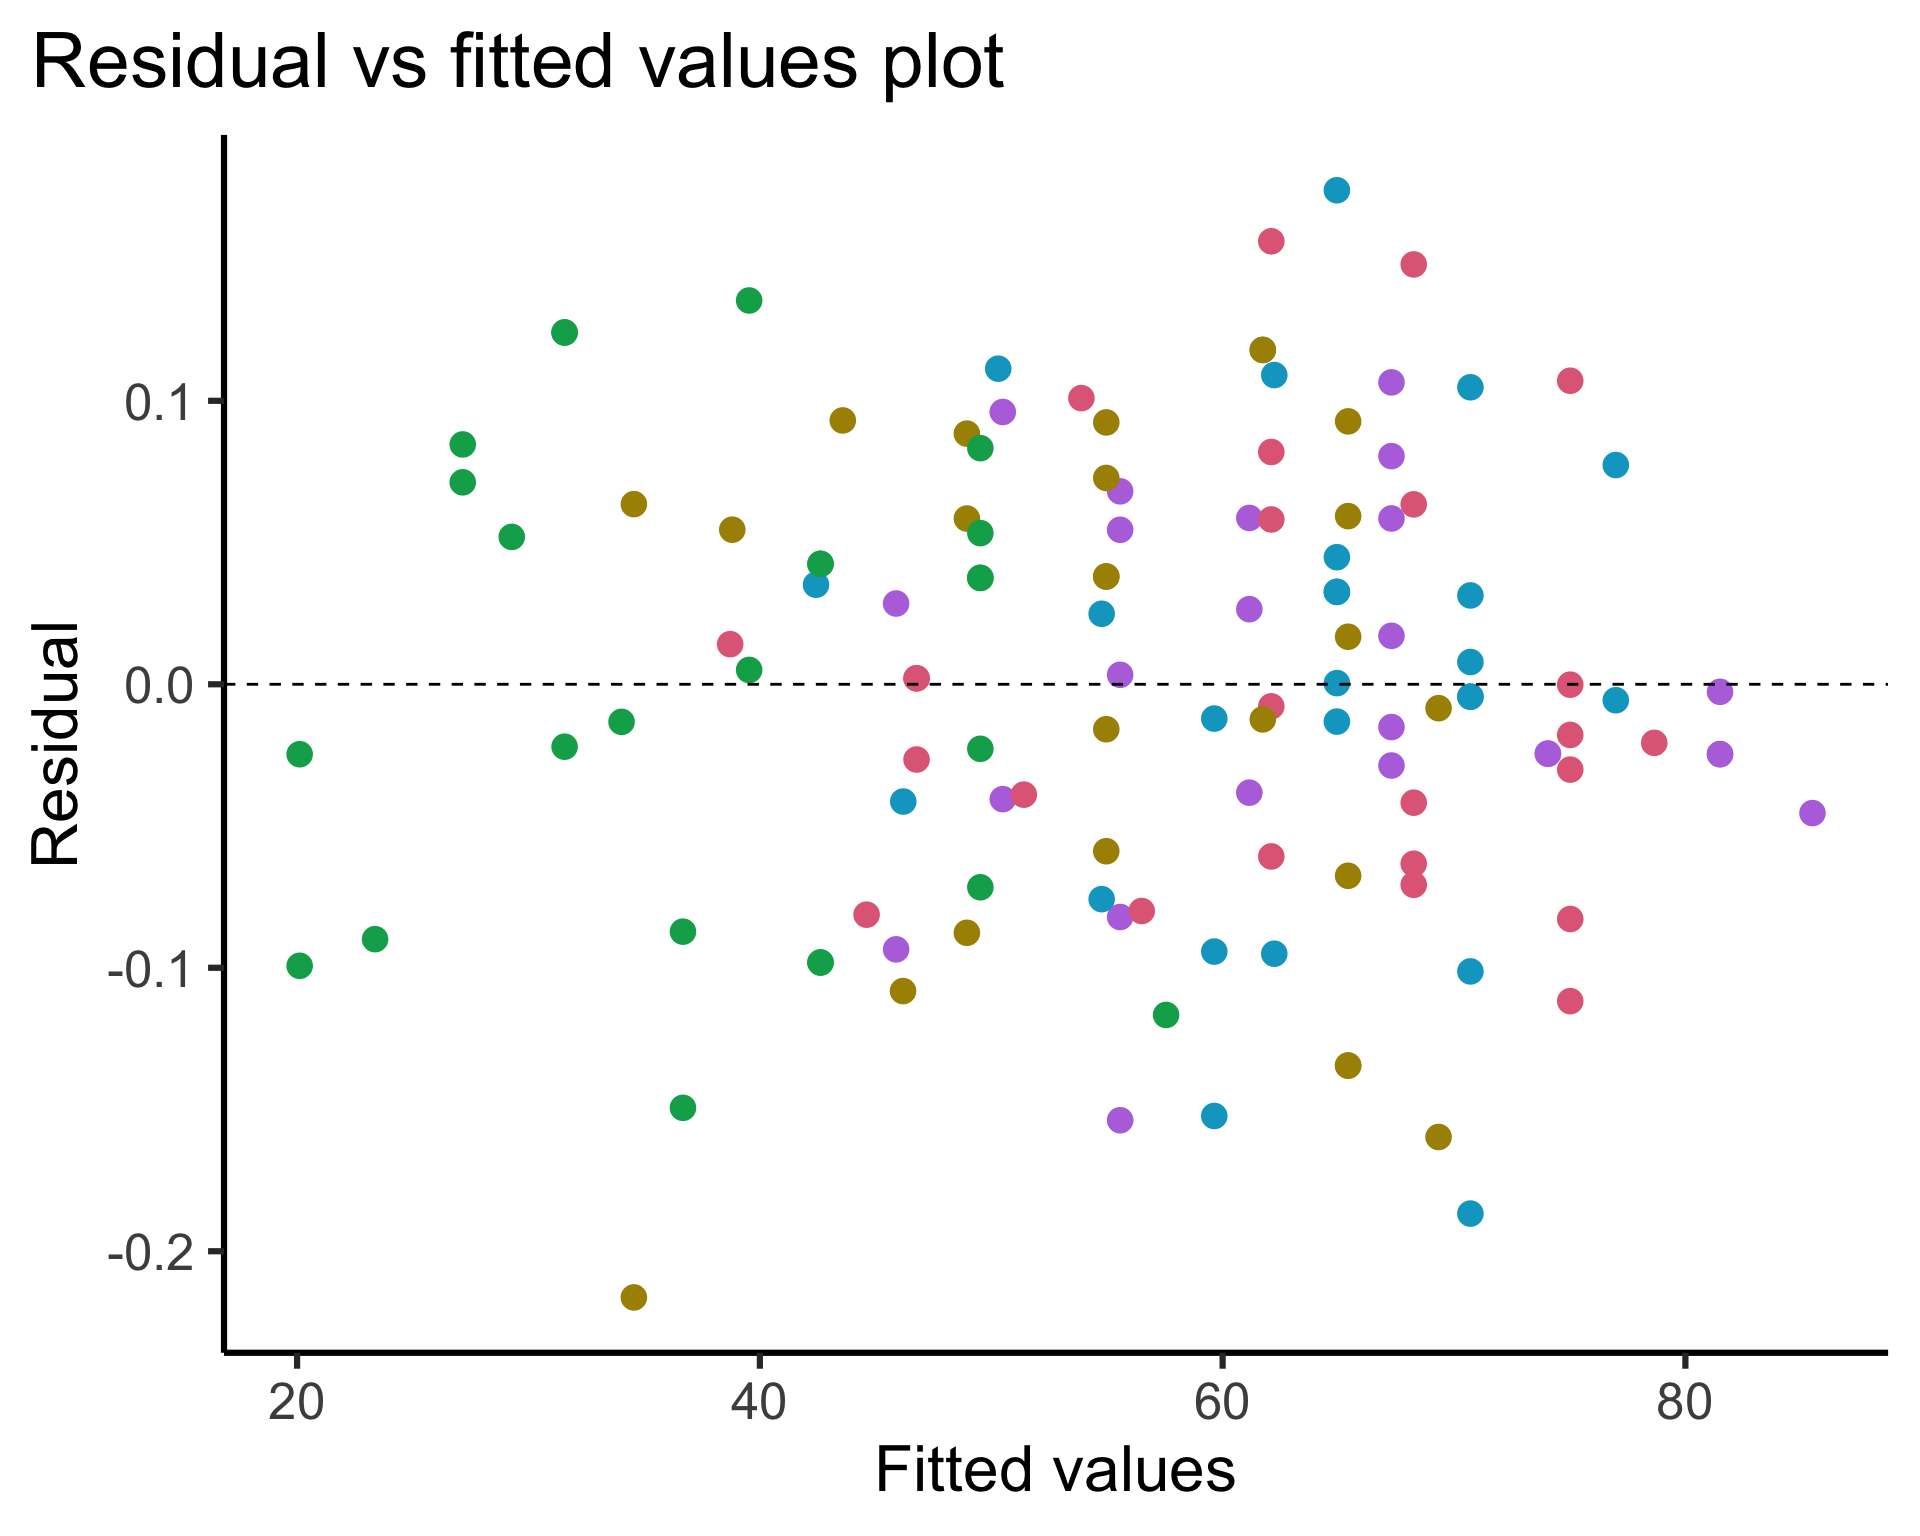 Residual vs fitted values plot
Residual
0.1
0.0
-0.1
-0.2
20 40 60 80
Fitted values